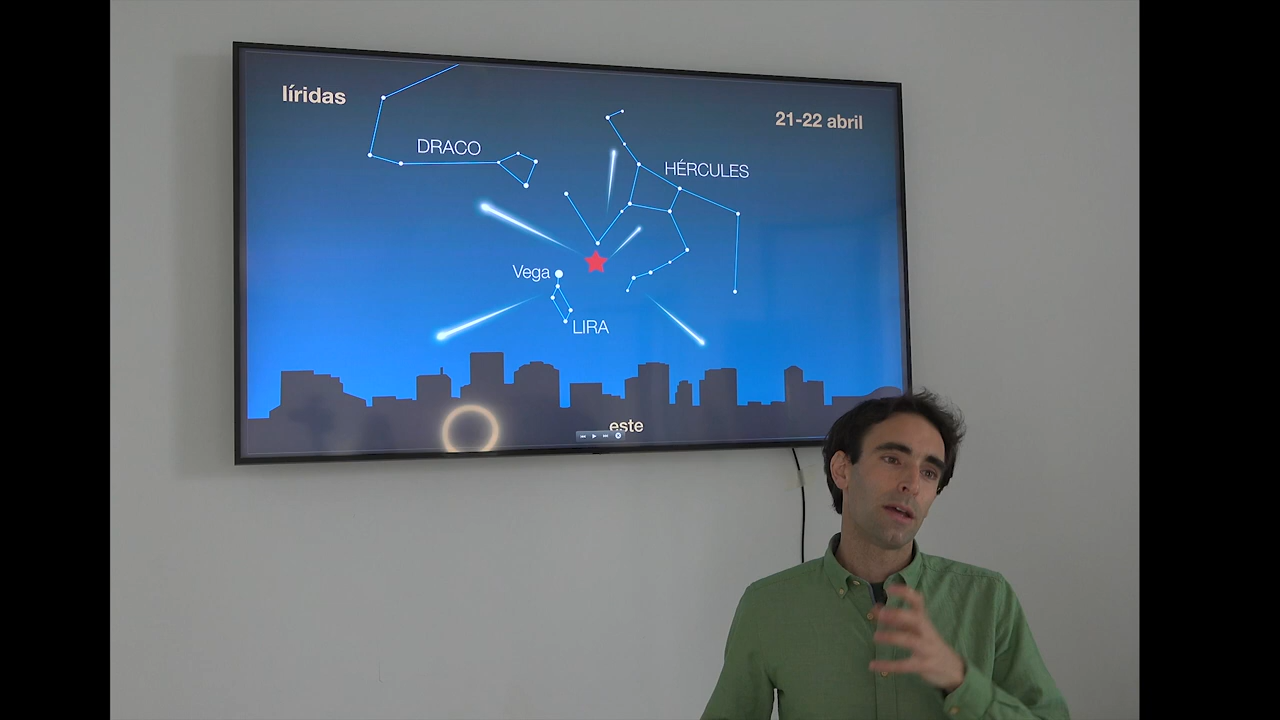 líridas
21-22 abril
DRACO
HÉRCULES
Vega
LIRA
este